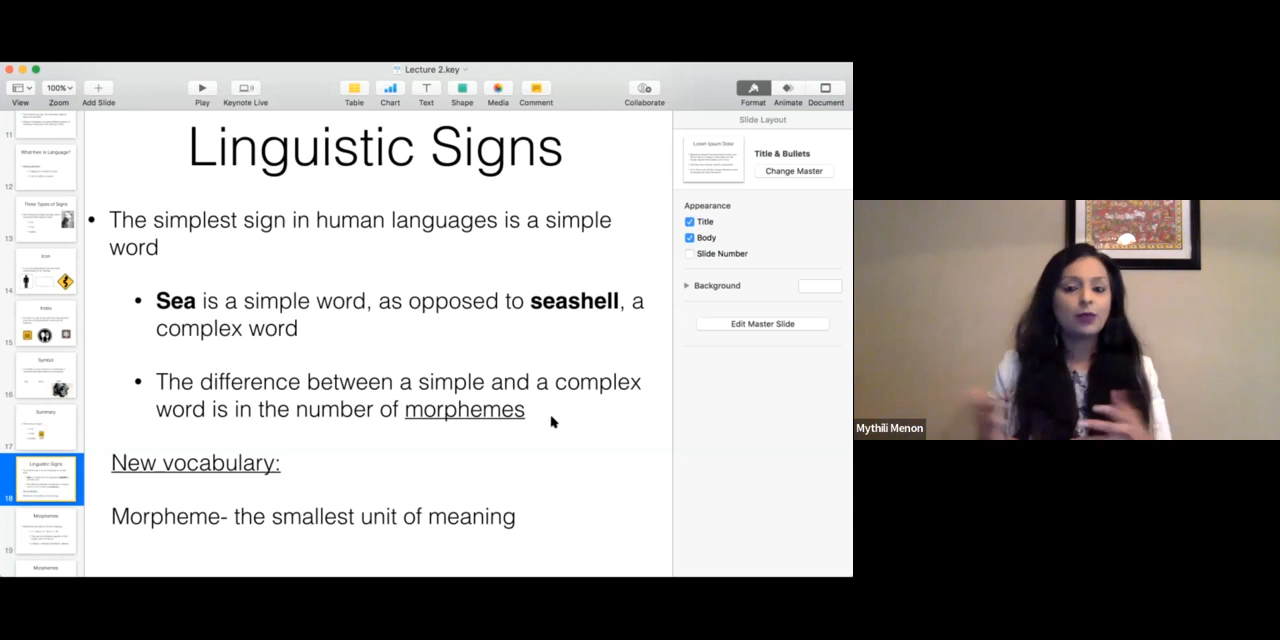 Lecture 2.key
100%
View
Zoom
Add Slide
Play
Keynote Live
Table
Chart
Text
Shape
Media
Comment
Collaborate
Format
Animate
Document
11
What then is Language?
12
Three Types of Signs
13
Icon
14
Index
15
Symbol
16
Summary
17
Linguistic Signs
18
Morphemes
19
Morphemes
Linguistic Signs
• The simplest sign in human languages is a simple
word
• Sea is a simple word, as opposed to seashell, a
complex word
• The difference between a simple and a complex
word is in the number of morphemes
New vocabulary:
Morpheme- the smallest unit of meaning
Slide Layout
Lorem Ipsum Dolor
Title & Bullets
Change Master
Appearance
Title
Body
Slide Number
Background
Edit Master Slide
Mythili Menon